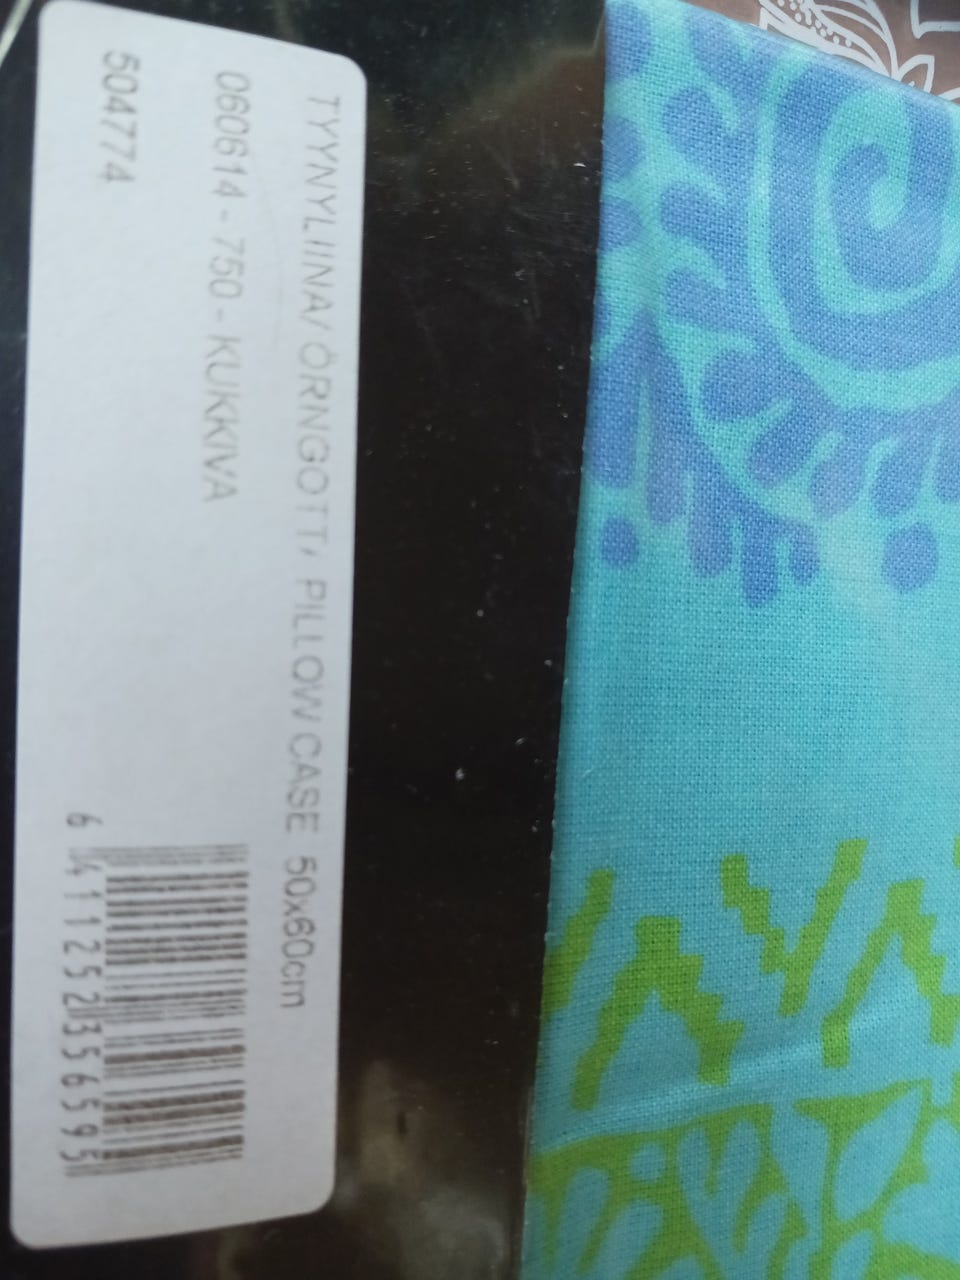 TYYNYLIINA/ ÖRNGOTT/ PILLOW CASE 50x60cm
060614 - 750 - KUKKIVA
504774
6 411252 356595